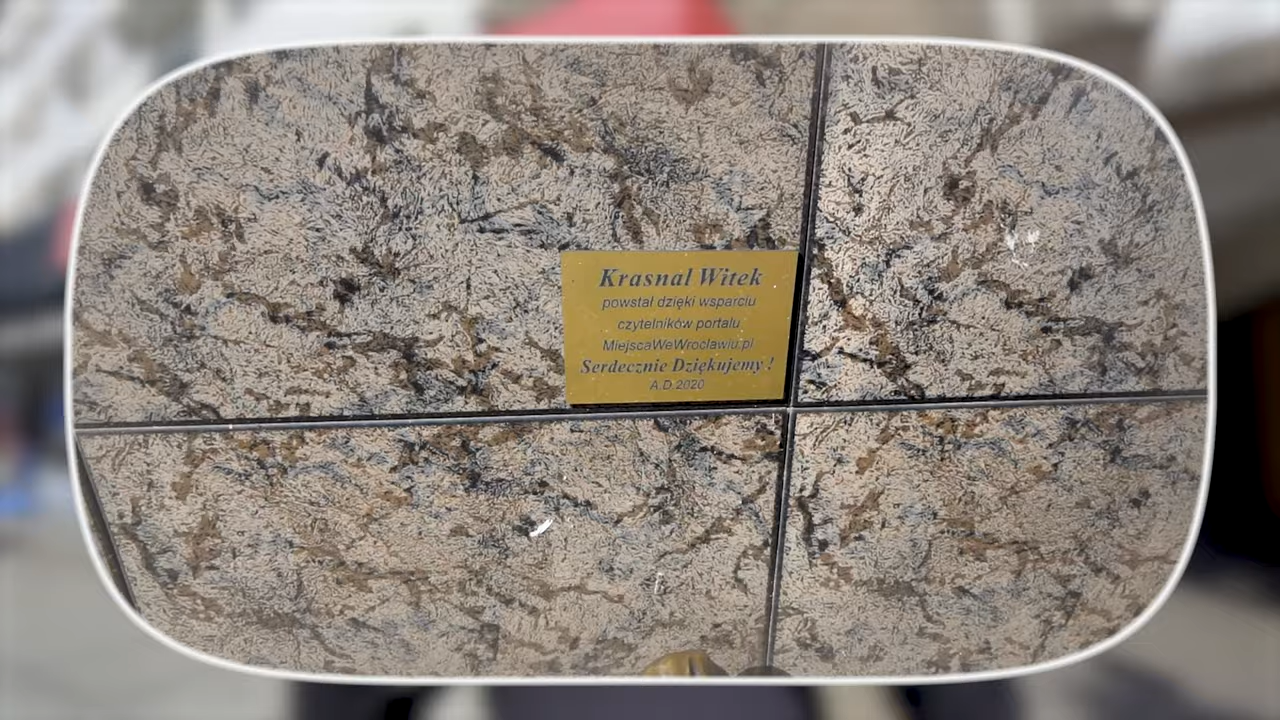 Krasnal Witek
powstał dzięki wsparciu
czytelników portalu
MiejscaWeWroclawiu.pl
Serdecznie Dziękujemy !
A.D.2020